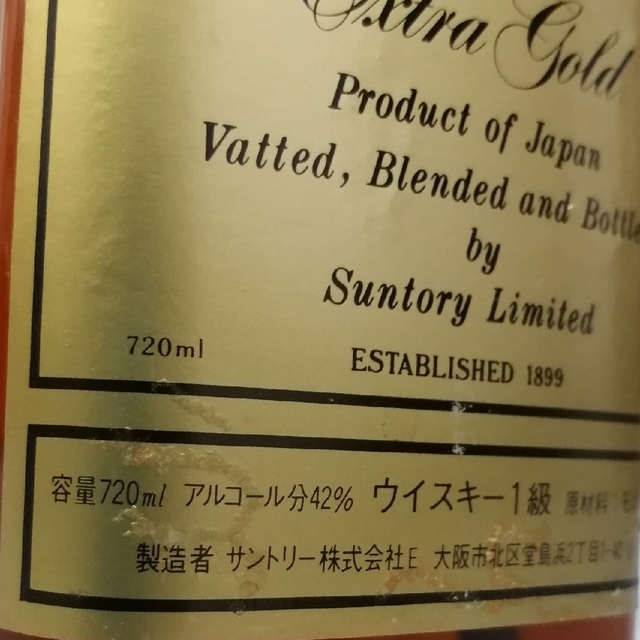 Extra Gold
Product of Japan
Vatted, Blended and Bottle
by
Suntory Limited
720ml
ESTABLISHED 1899
容量720ml アルコール分42% ウイスキー1級 原材料
製造者 サントリー株式会社E 大阪市北区堂島浜2丁目1-40